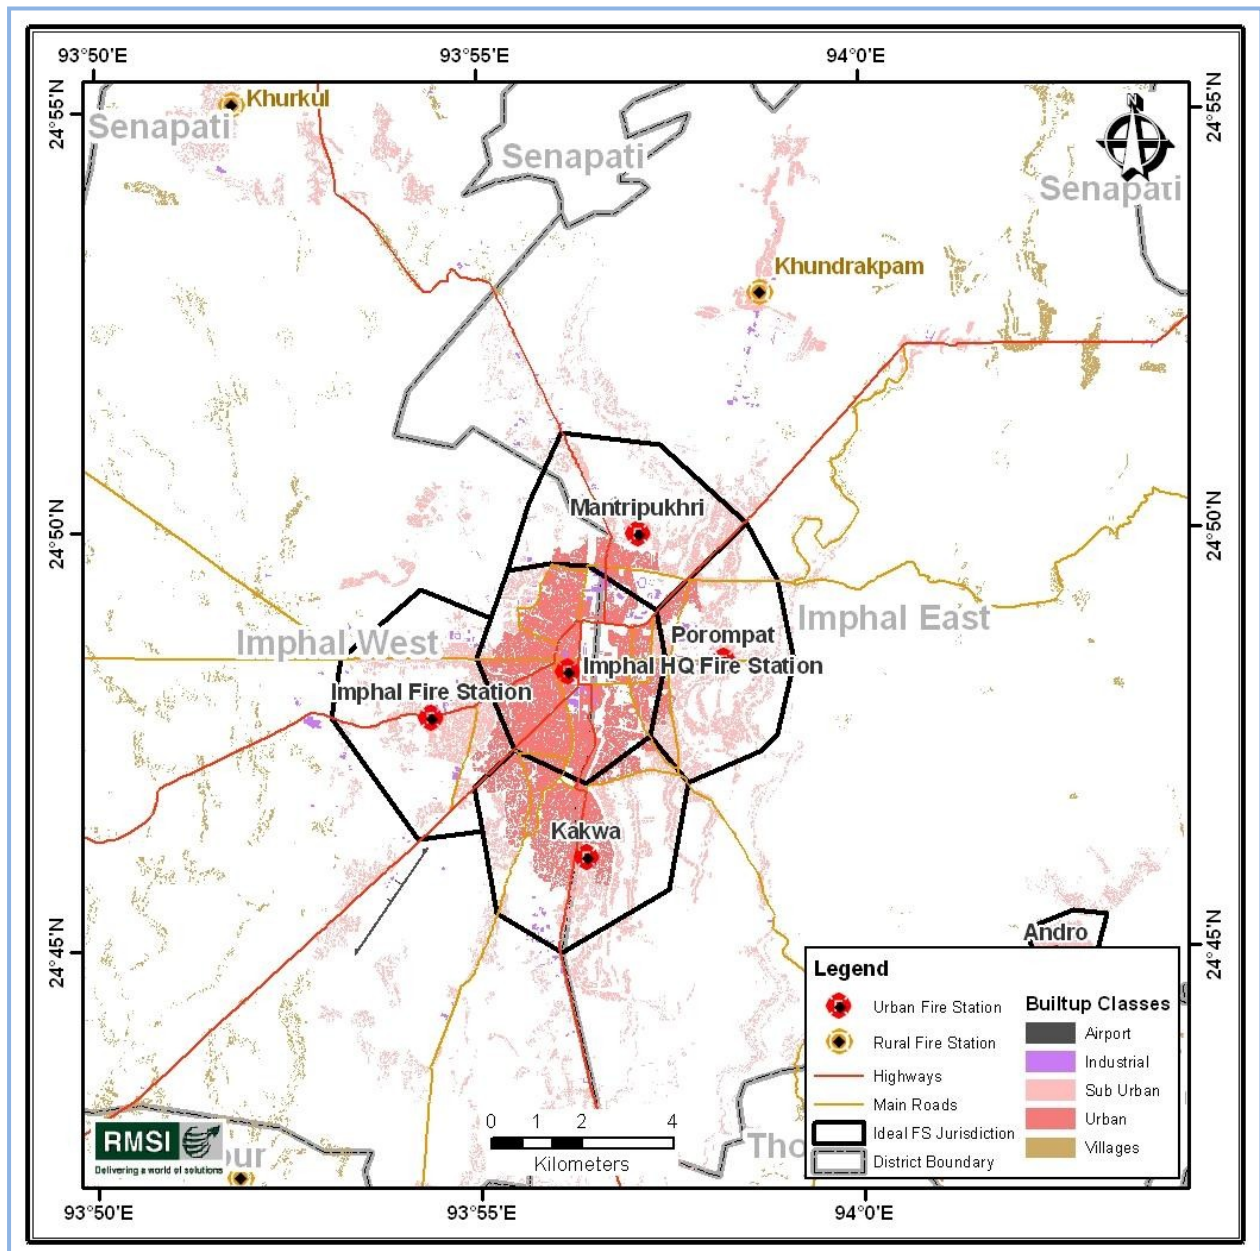 93°50'E 93°55'E 94°0'E
24°55'N
24°55'N
N
Khurkul
Senapati
Senapati
Senapati
Khundrakpam
Mantripukhri
24°50'N
24°50'N
Imphal East
Imphal West
Porompat
Imphal HQ Fire Station
Imphal Fire Station
Kakwa
Andro
24°45'N
24°45'N
Legend
Urban Fire Station
Rural Fire Station
Highways
Main Roads
Ideal FS Jurisdiction
District Boundary
Builtup Classes
Airport
Industrial
Sub Urban
Urban
Villages
0 1 2 4
Kilometers
RMSI
Delivering a world of solutions
our
Tho
93°50'E 93°55'E 94°0'E